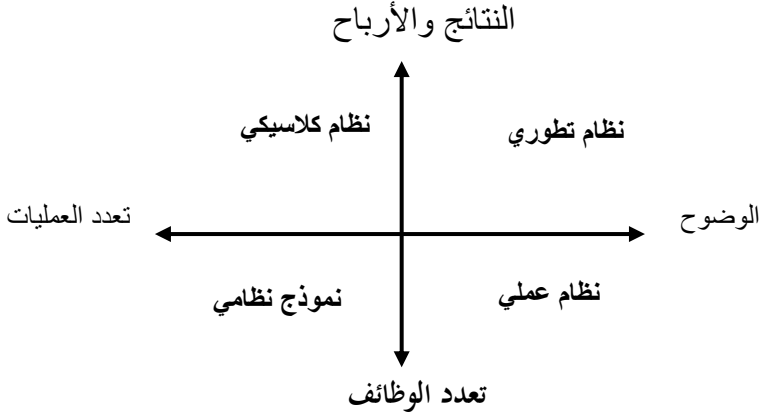 النتائج والأرباح
نظام تطوري
نظام كلاسيكي
الوضوح
تعدد العمليات
نظام عملي
نموذج نظامي
تعدد الوظائف